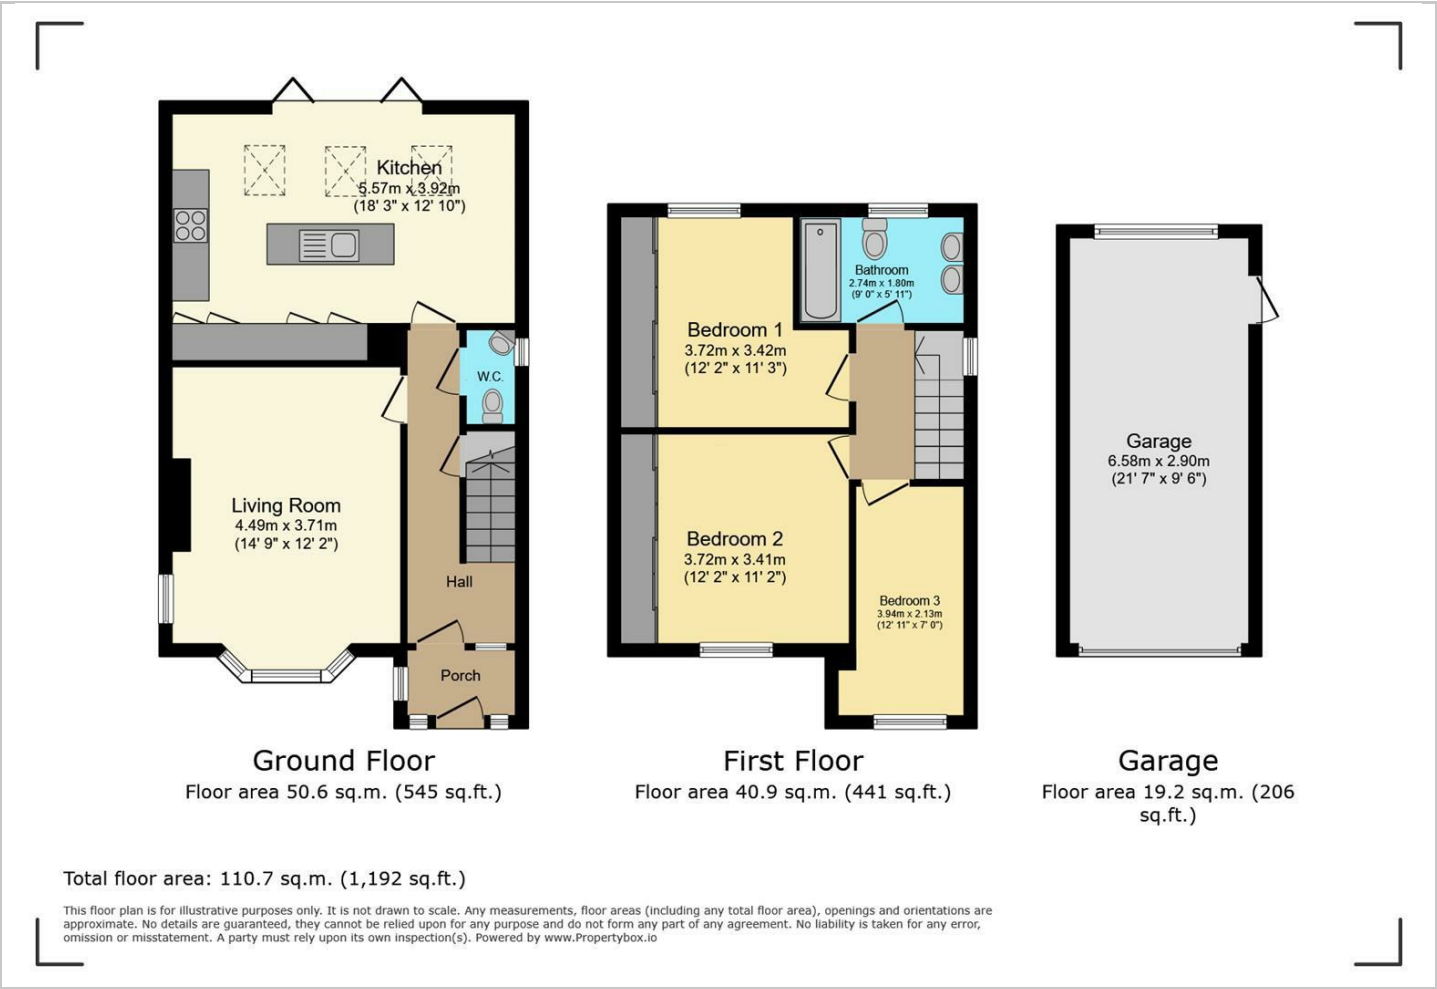 Kitchen
5.57m x 3.92m
(18' 3" x 12' 10")
W.C.
Living Room
4.49m x 3.71m
(14' 9" x 12' 2")
Hall
Porch
Ground Floor
Floor area 50.6 sq.m. (545 sq.ft.)
Bathroom
2.74m x 1.80m
(9' 0" x 5' 11")
Bedroom 1
3.72m x 3.42m
(12' 2" x 11' 3")
Bedroom 2
3.72m x 3.41m
(12' 2" x 11' 2")
Bedroom 3
3.94m x 2.13m
(12' 11" x 7' 0")
First Floor
Floor area 40.9 sq.m. (441 sq.ft.)
Garage
6.58m x 2.90m
(21' 7" x 9' 6")
Garage
Floor area 19.2 sq.m. (206
sq.ft.)
Total floor area: 110.7 sq.m. (1,192 sq.ft.)
This floor plan is for illustrative purposes only. It is not drawn to scale. Any measurements, floor areas (including any total floor area), openings and orientations are
approximate. No details are guaranteed, they cannot be relied upon for any purpose and do not form any part of any agreement. No liability is taken for any error,
omission or misstatement. A party must rely upon its own inspection(s). Powered by www.Propertybox.io